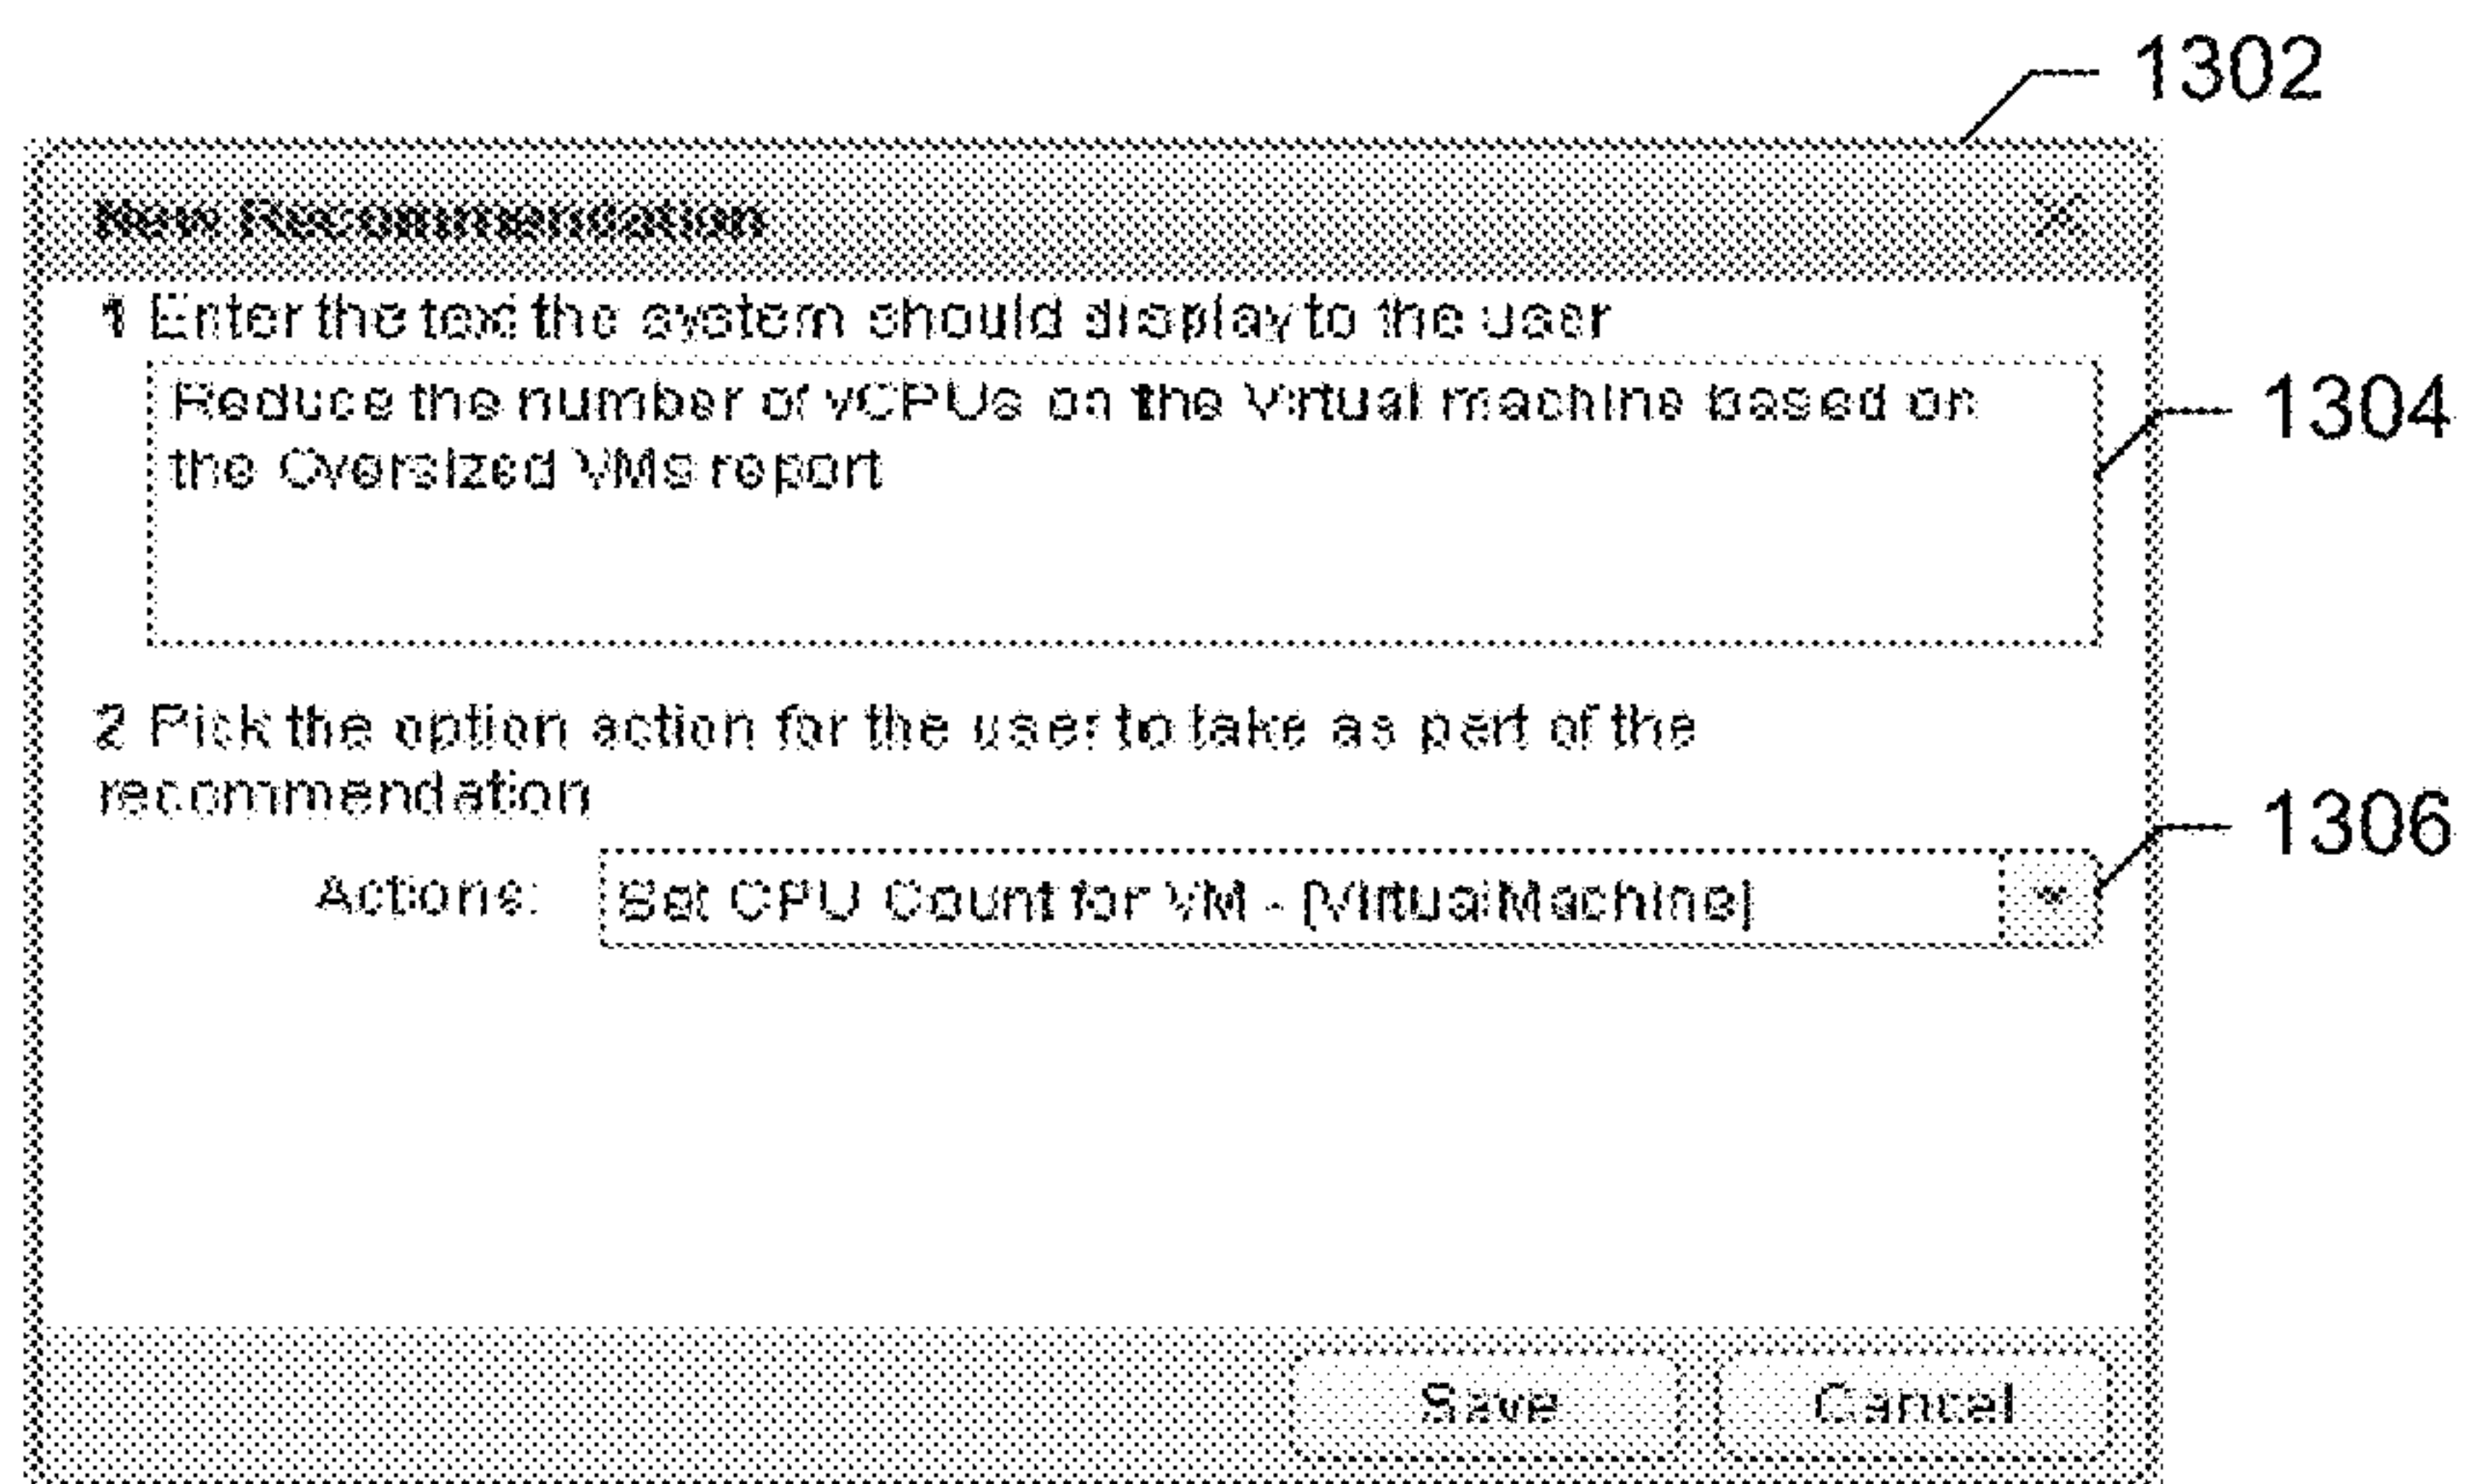 1302
New Recommendation
1 Enter the text the system should display to the user
Reduce the number of vCPUs on the Virtual machine based on
the Oversized VMs report
1304
2 Pick the option action for the user to take as part of the
recommendation
1306
Actions: Set CPU Count for VM - [VirtualMachine]
Save Cancel